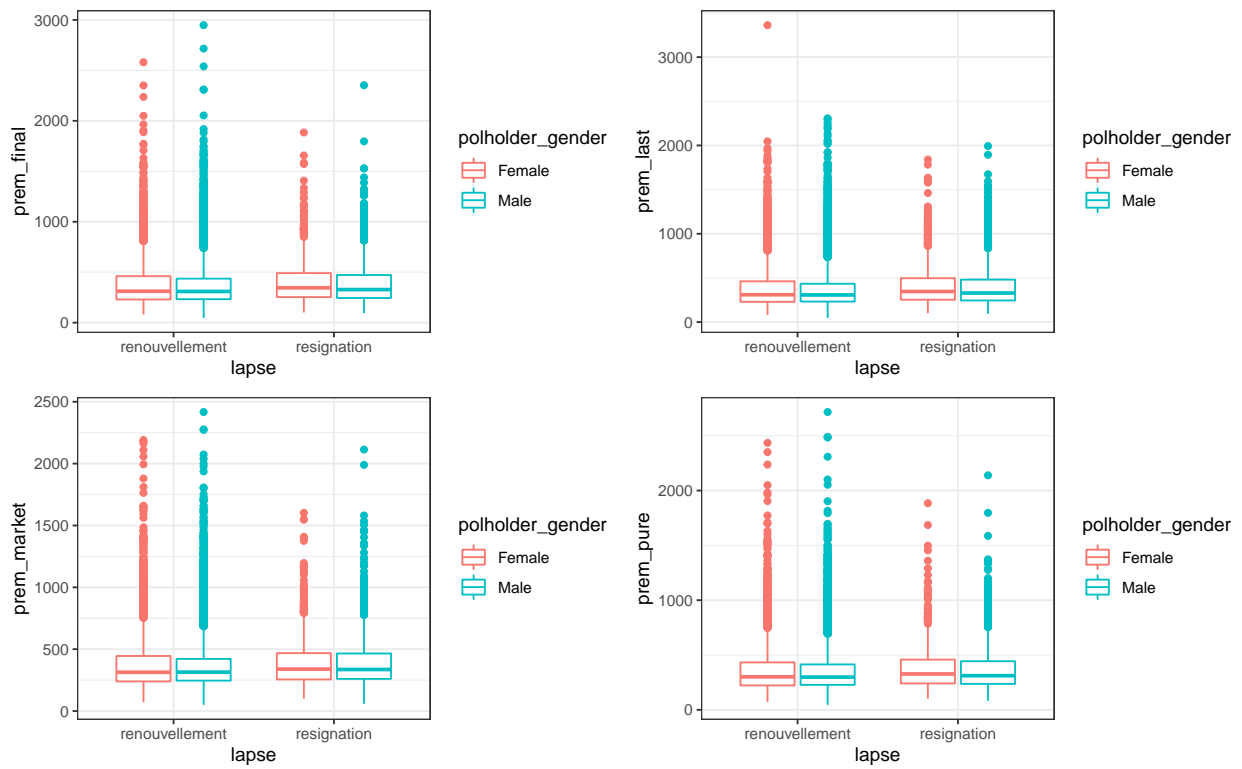 prem_final
3000
2000
1000
0
renouvellement resignation
lapse
polholder_gender
Female
Male
prem_last
3000
2000
1000
0
renouvellement resignation
lapse
polholder_gender
Female
Male
prem_market
2500
2000
1500
1000
500
0
renouvellement resignation
lapse
polholder_gender
Female
Male
prem_pure
2000
1000
0
renouvellement resignation
lapse
polholder_gender
Female
Male